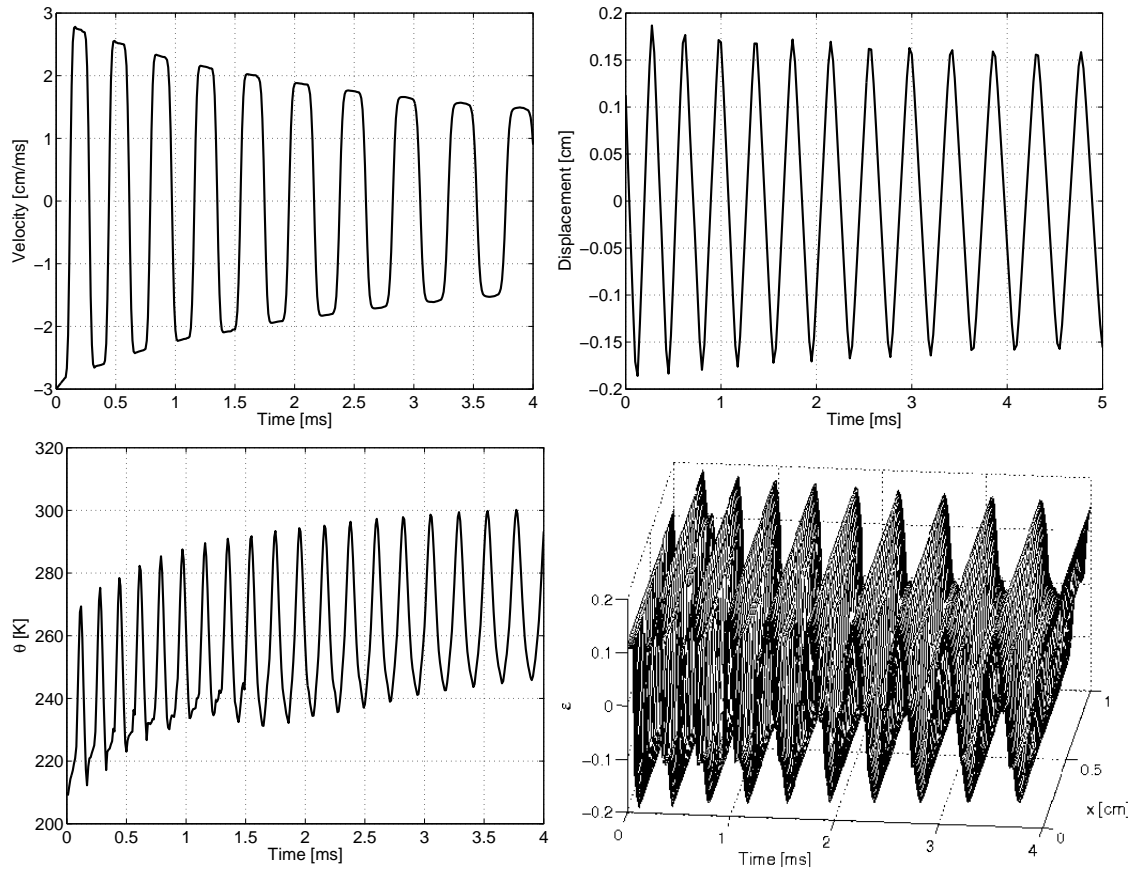 3
2
1
0
−1
−2
−3
Velocity [cm/ms]
0 0.5 1 1.5 2 2.5 3 3.5 4
Time [ms]
0.2
0.15
0.1
0.05
0
−0.05
−0.1
−0.15
−0.2
Displacement [cm]
0 1 2 3 4 5
Time [ms]
320
300
280
260
240
220
200
θ [K]
0 0.5 1 1.5 2 2.5 3 3.5 4
Time [ms]
0.2
0.1
0
−0.1
−0.2
ε
0 1 2 3 4
Time [ms]
0
0.5
1
x [cm]